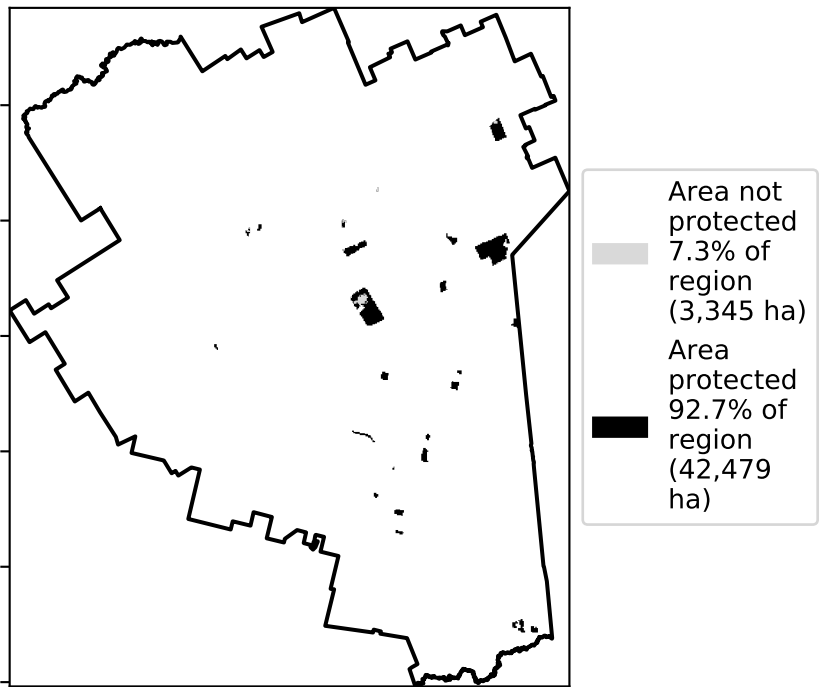 Area not
protected
7.3% of
region
(3,345 ha)
Area
protected
92.7% of
region
(42,479
ha)